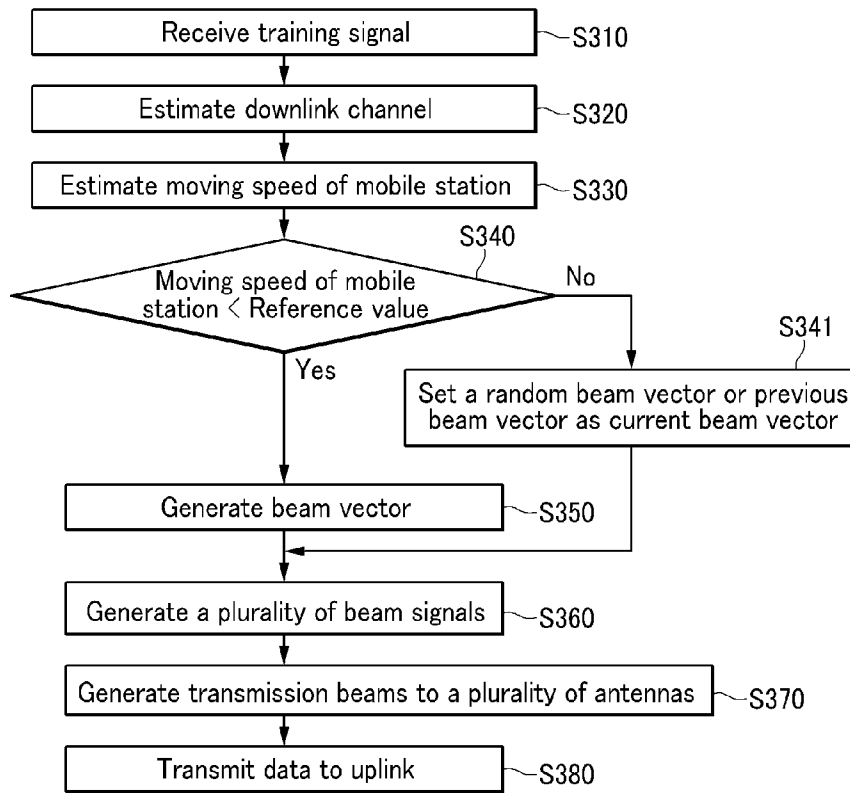 Receive training signal
S310
Estimate downlink channel
S320
Estimate moving speed of mobile station
S330
S340
Moving speed of mobile
station < Reference value
No
Yes
S341
Set a random beam vector or previous
beam vector as current beam vector
Generate beam vector
S350
Generate a plurality of beam signals
S360
Generate transmission beams to a plurality of antennas
S370
Transmit data to uplink
S380